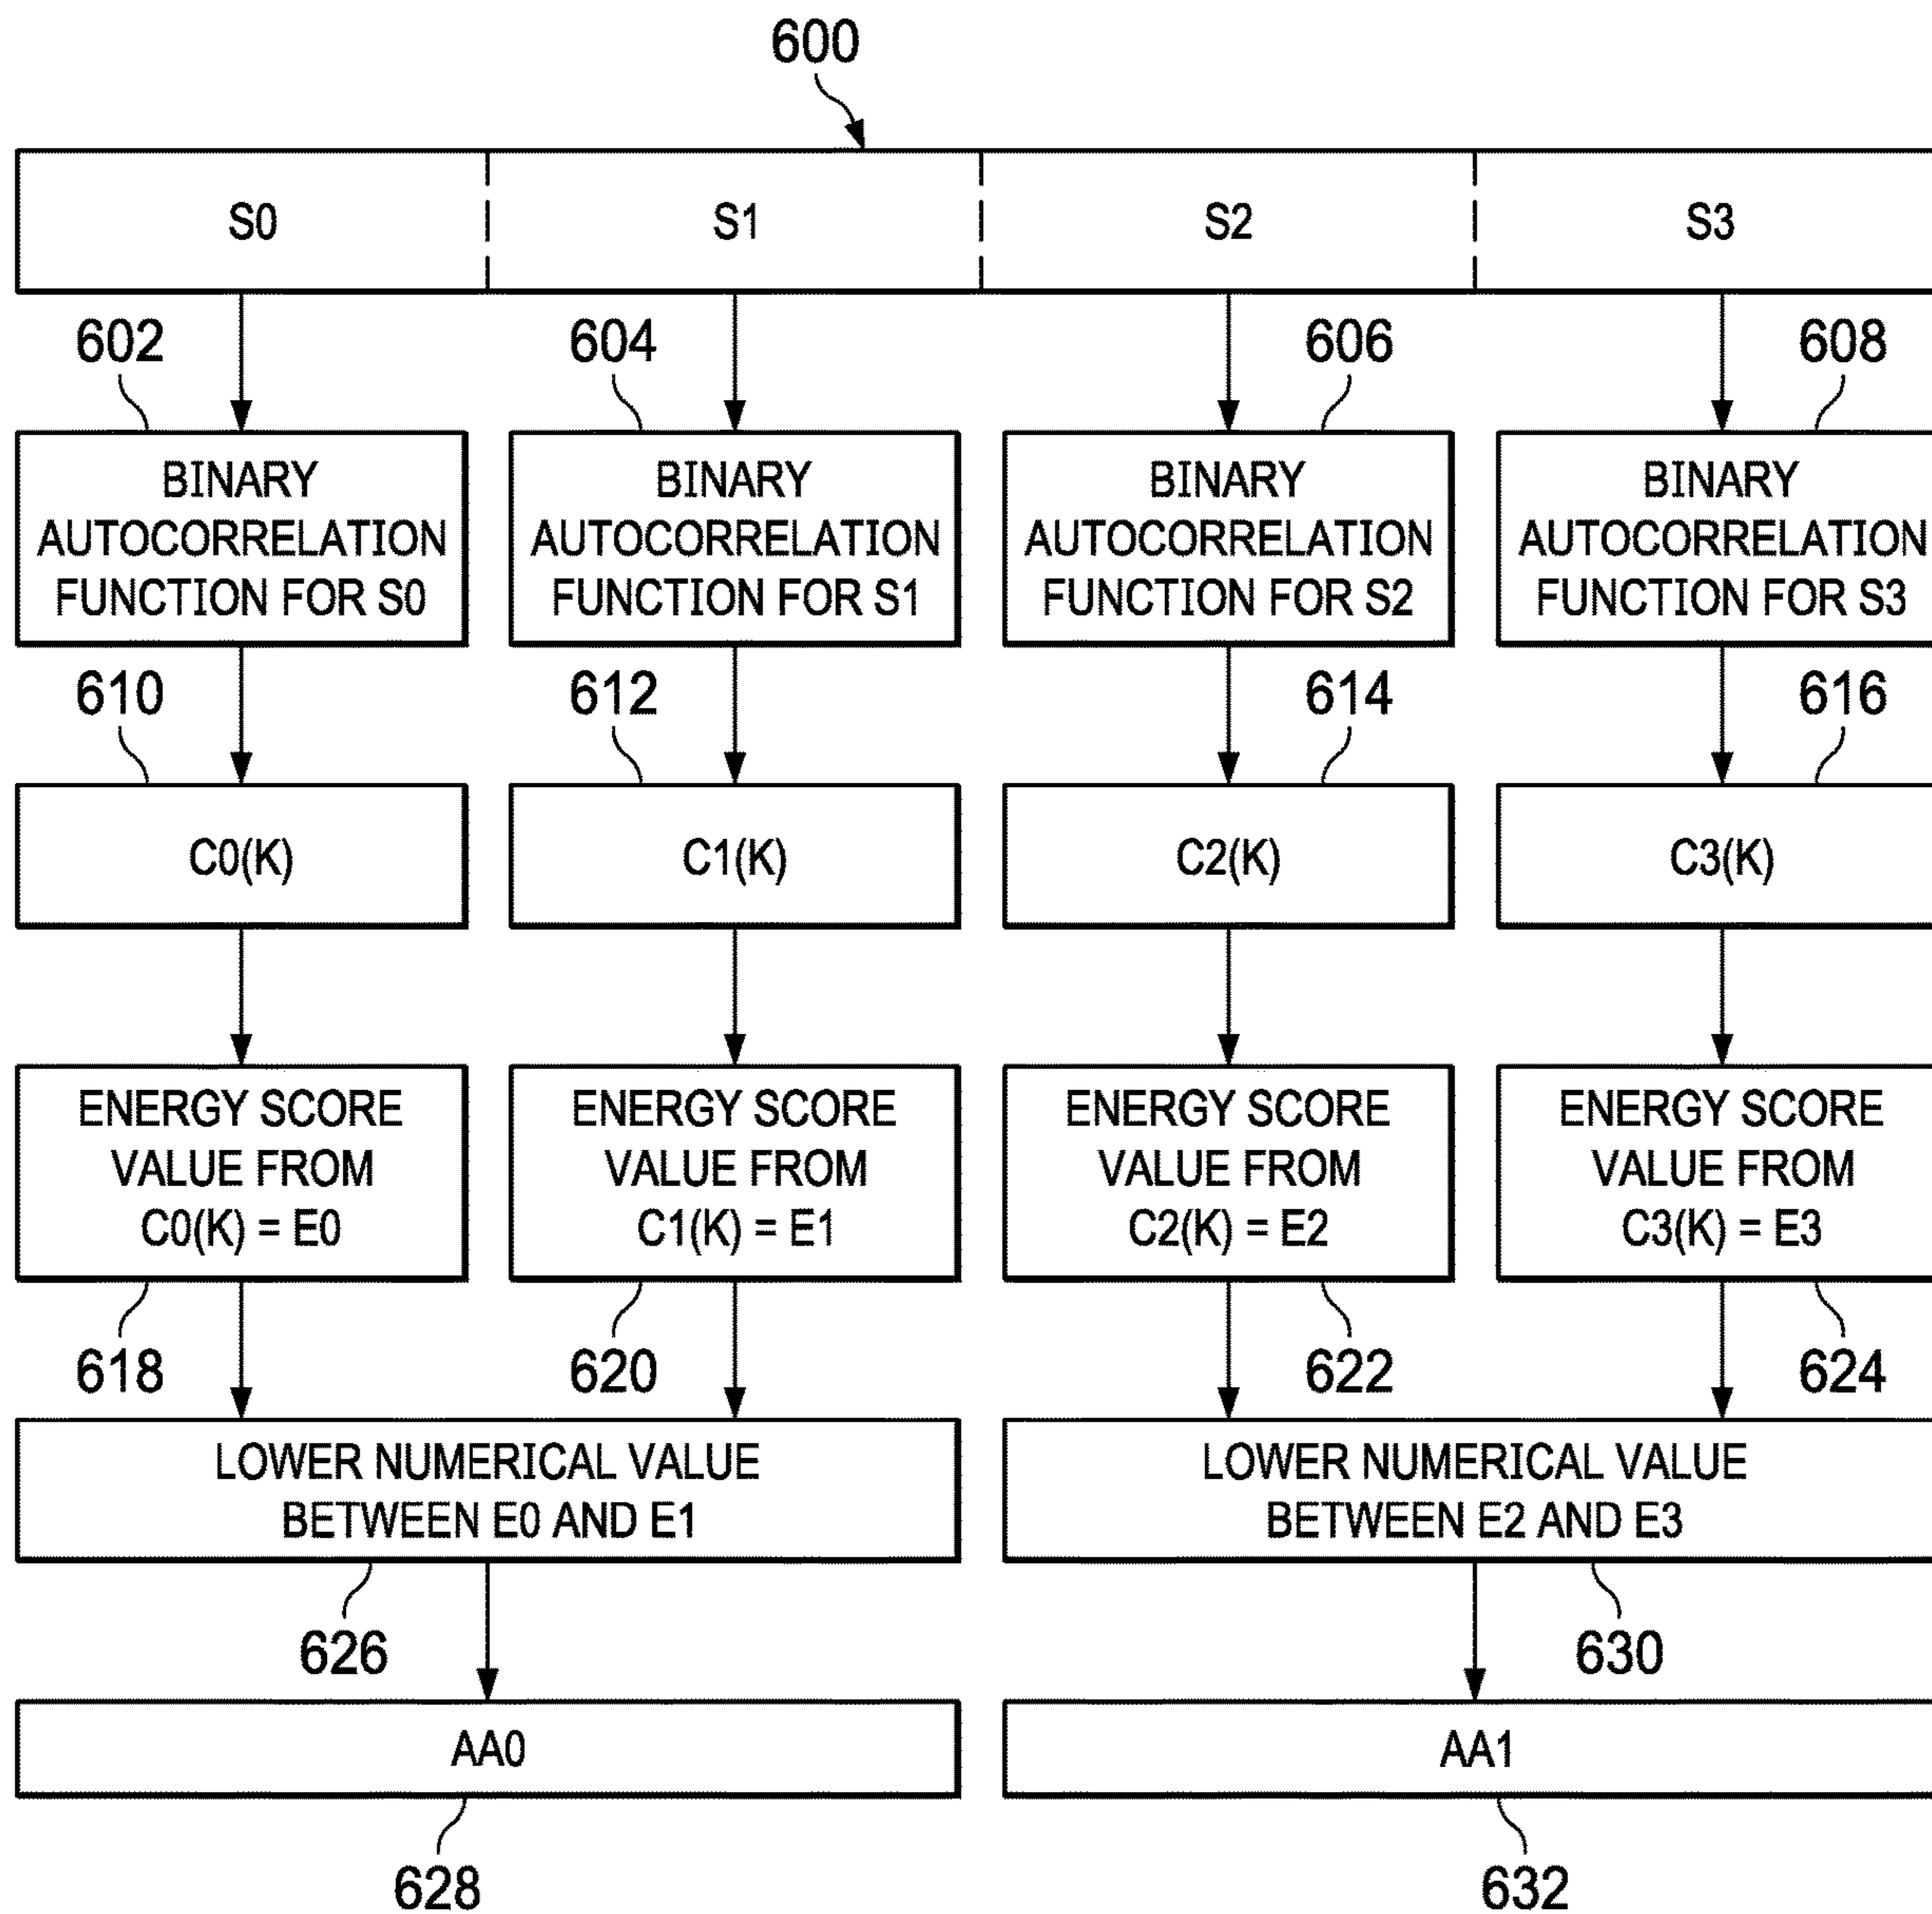 600
S0
S1
S2
S3
602
604
606
608
BINARY
AUTOCORRELATION
FUNCTION FOR S0
BINARY
AUTOCORRELATION
FUNCTION FOR S1
BINARY
AUTOCORRELATION
FUNCTION FOR S2
BINARY
AUTOCORRELATION
FUNCTION FOR S3
610
612
614
616
C0(K)
C1(K)
C2(K)
C3(K)
ENERGY SCORE
VALUE FROM
C0(K) = E0
ENERGY SCORE
VALUE FROM
C1(K) = E1
ENERGY SCORE
VALUE FROM
C2(K) = E2
ENERGY SCORE
VALUE FROM
C3(K) = E3
618
620
622
624
LOWER NUMERICAL VALUE
BETWEEN E0 AND E1
LOWER NUMERICAL VALUE
BETWEEN E2 AND E3
626
630
AA0
AA1
628
632